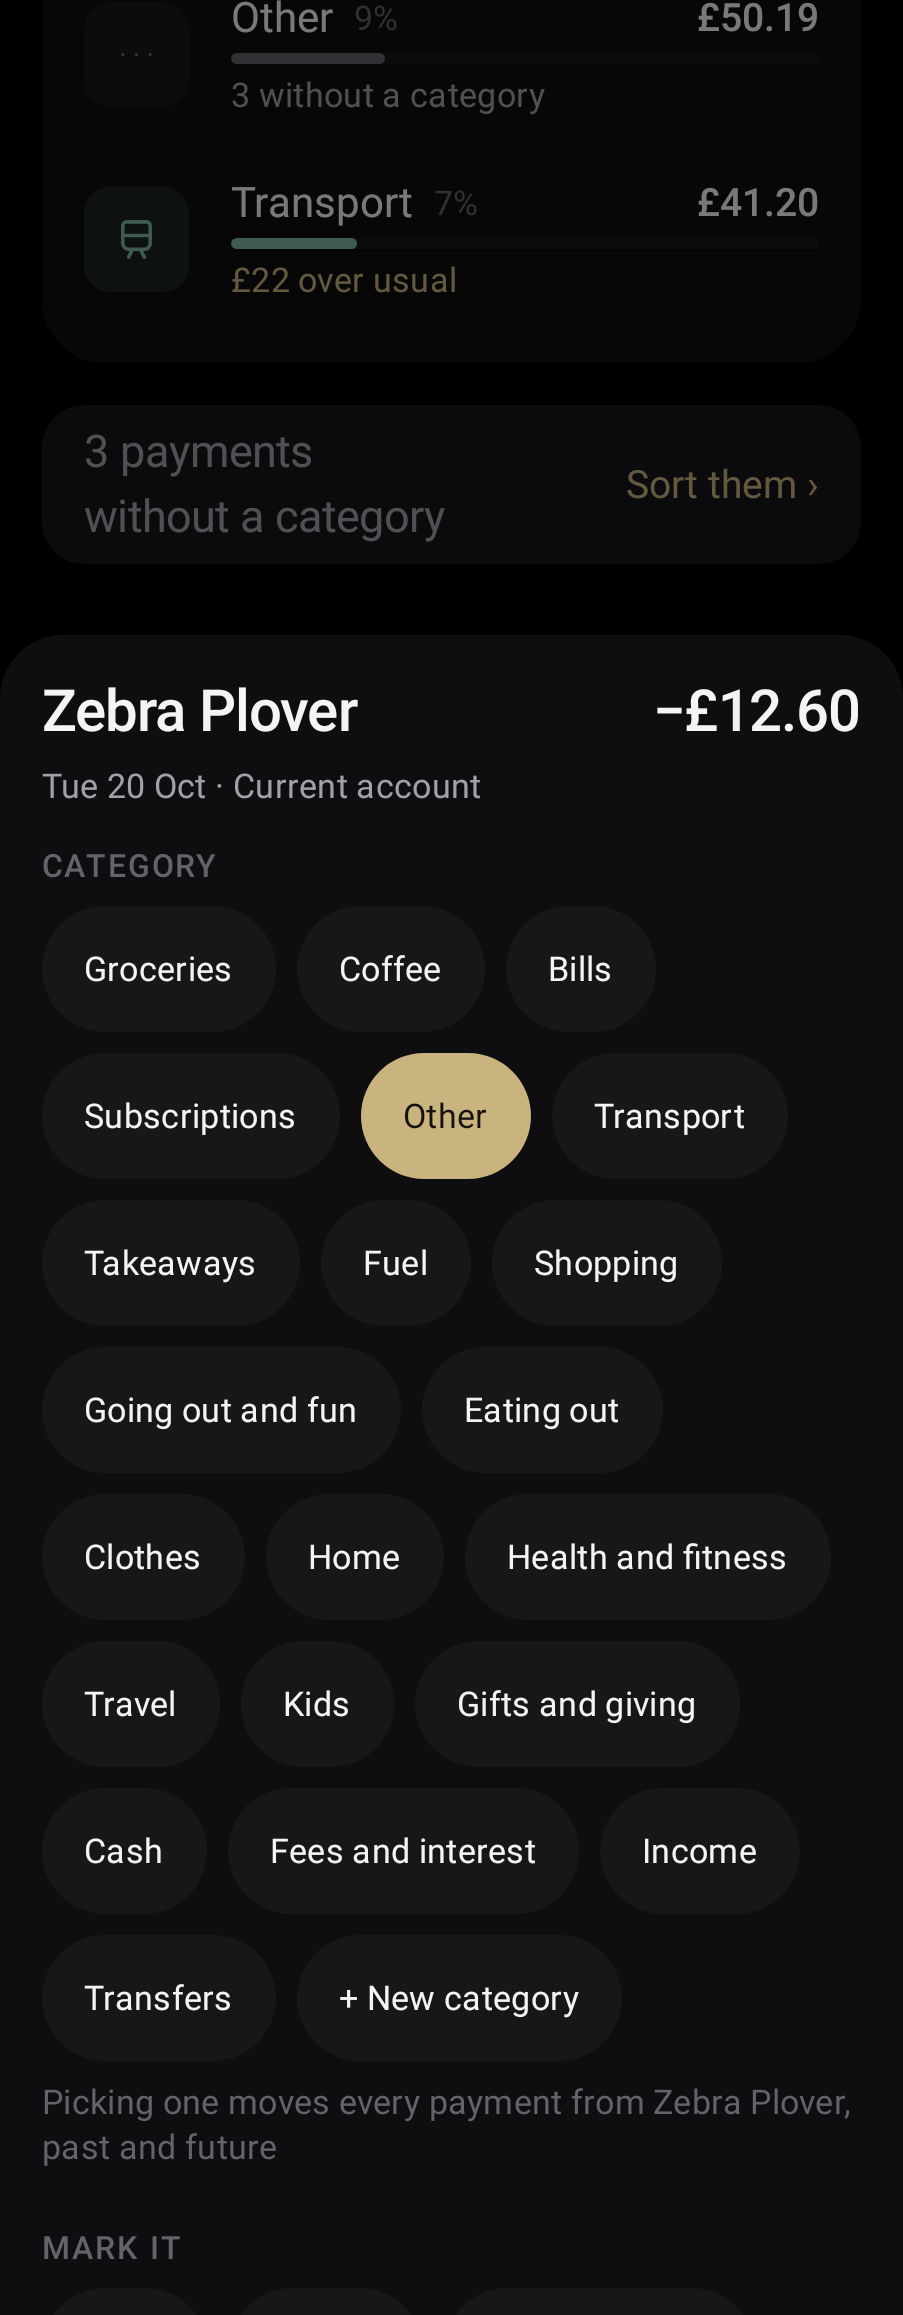 Other 9% £50.19
3 without a category
Transport 7% £41.20
£22 over usual
3 payments
without a category
Sort them ›
Zebra Plover −£12.60
Tue 20 Oct · Current account
CATEGORY
Groceries Coffee Bills
Subscriptions Other Transport
Takeaways Fuel Shopping
Going out and fun Eating out
Clothes Home Health and fitness
Travel Kids Gifts and giving
Cash Fees and interest Income
Transfers + New category
Picking one moves every payment from Zebra Plover,
past and future
MARK IT